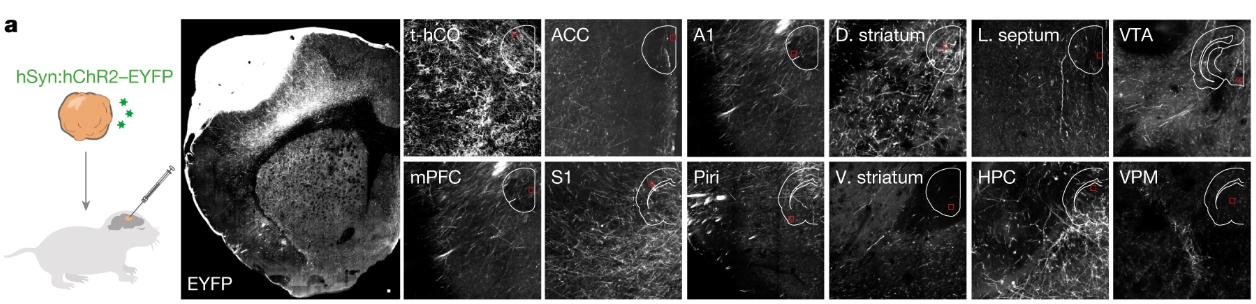 a
hSyn:hChR2–EYFP
EYFP
t-hCO
ACC
A1
D. striatum
L. septum
VTA
mPFC
S1
Piri
V. striatum
HPC
VPM